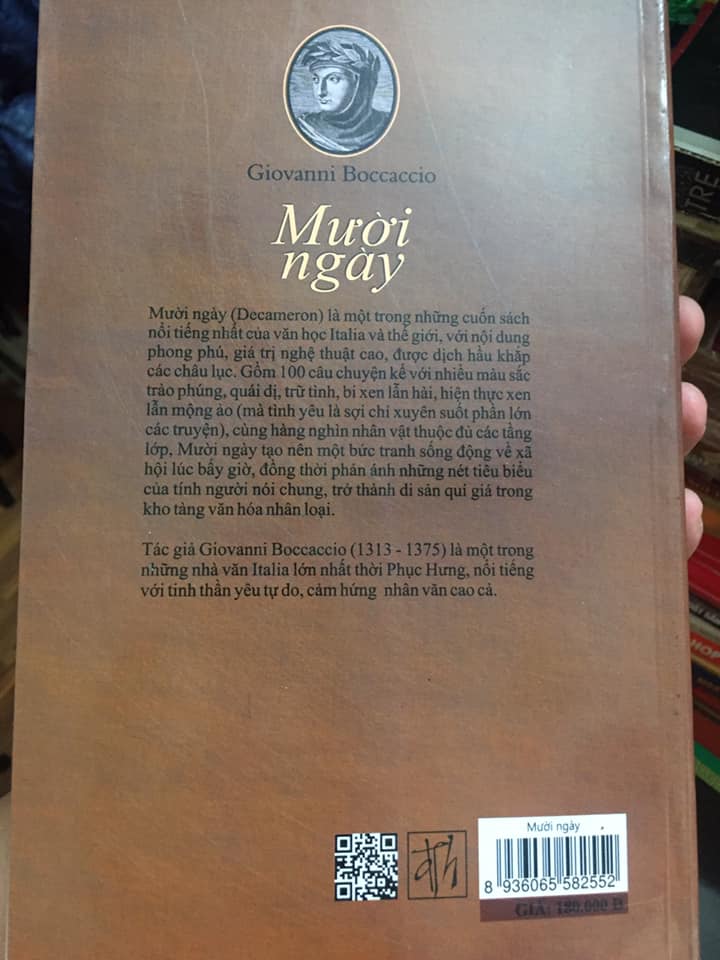 Giovanni Boccaccio
Mười
ngày
Mười ngày (Decameron) là một trong những cuốn sách
nổi tiếng nhất của văn học Italia và thế giới, với nội dung
phong phú, giá trị nghệ thuật cao, được dịch hầu khắp
các châu lục. Gồm 100 câu chuyện kể với nhiều màu sắc
trào phúng, quái dị, trữ tình, bi xen lẫn hài, hiện thực xen
lẫn mộng ảo (mà tình yêu là sợi chỉ xuyên suốt phần lớn
các truyện), cùng hàng nghìn nhân vật thuộc đủ các tầng
lớp, Mười ngày tạo nên một bức tranh sống động về xã
hội lúc bấy giờ, đồng thời phản ánh những nét tiêu biểu
của tính người nói chung, trở thành di sản quí giá trong
kho tàng văn hóa nhân loại.
Tác giả Giovanni Boccaccio (1313 - 1375) là một trong
những nhà văn Italia lớn nhất thời Phục Hưng, nổi tiếng
với tinh thần yêu tự do, cảm hứng nhân văn cao cả.
Mười ngày
8 936065 582552
GIÁ: 180.000 Đ
TRE